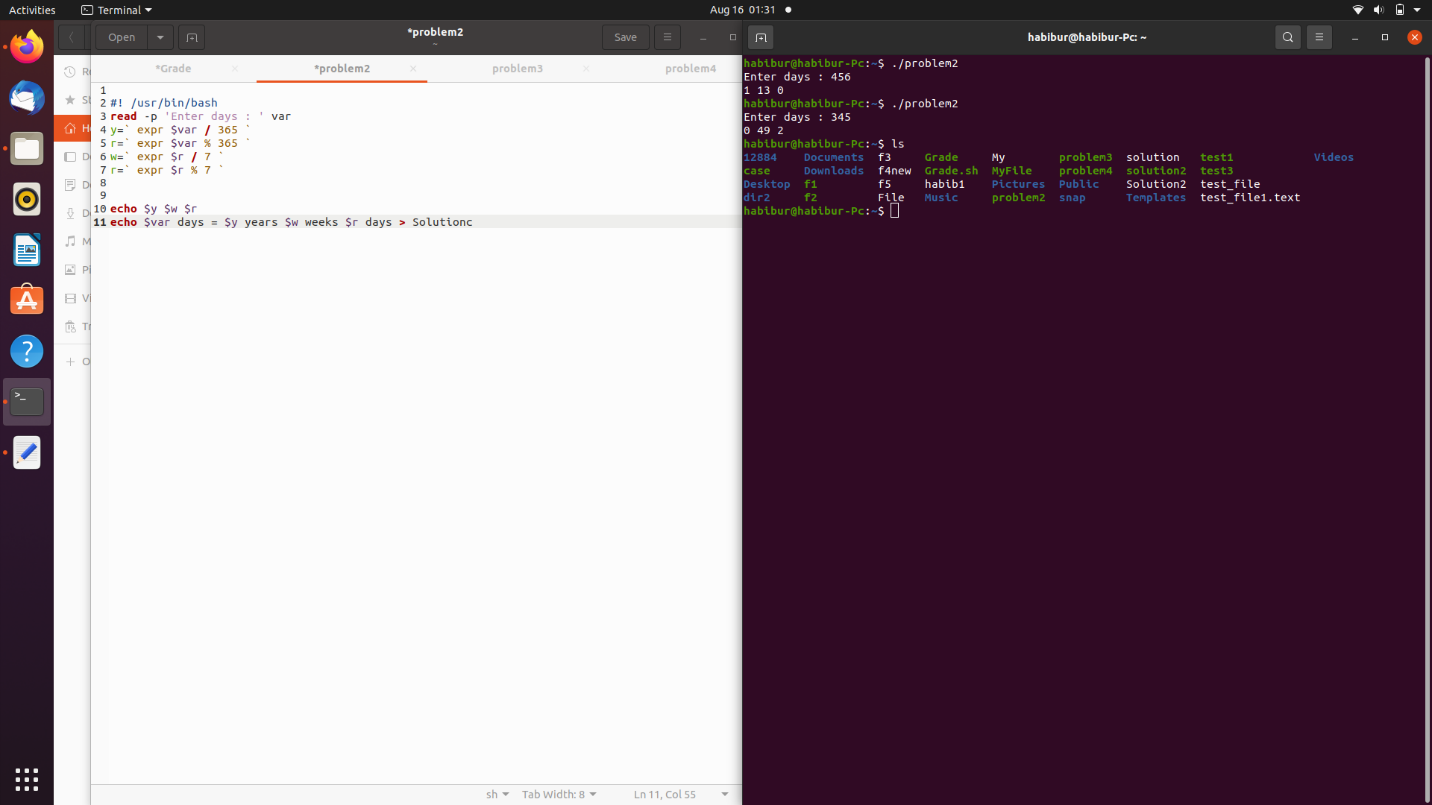 Activities Terminal Aug 16 01:31
Open *problem2 Save
~
*Grade *problem2 problem3 problem4
1
2 #! /usr/bin/bash
3 read -p 'Enter days : ' var
4 y=` expr $var / 365 `
5 r=` expr $var % 365 `
6 w=` expr $r / 7 `
7 r=` expr $r % 7 `
8
9
10 echo $y $w $r
11 echo $var days = $y years $w weeks $r days > Solutionc
sh Tab Width: 8 Ln 11, Col 55
habibur@habibur-Pc: ~
habibur@habibur-Pc:~$ ./problem2
Enter days : 456
1 13 0
habibur@habibur-Pc:~$ ./problem2
Enter days : 345
0 49 2
habibur@habibur-Pc:~$ ls
12884 Documents f3 Grade My problem3 solution test1 Videos
case Downloads f4new Grade.sh MyFile problem4 solution2 test3
Desktop f1 f5 habib1 Pictures Public Solution2 test_file
dir2 f2 File Music problem2 snap Templates test_file1.text
habibur@habibur-Pc:~$